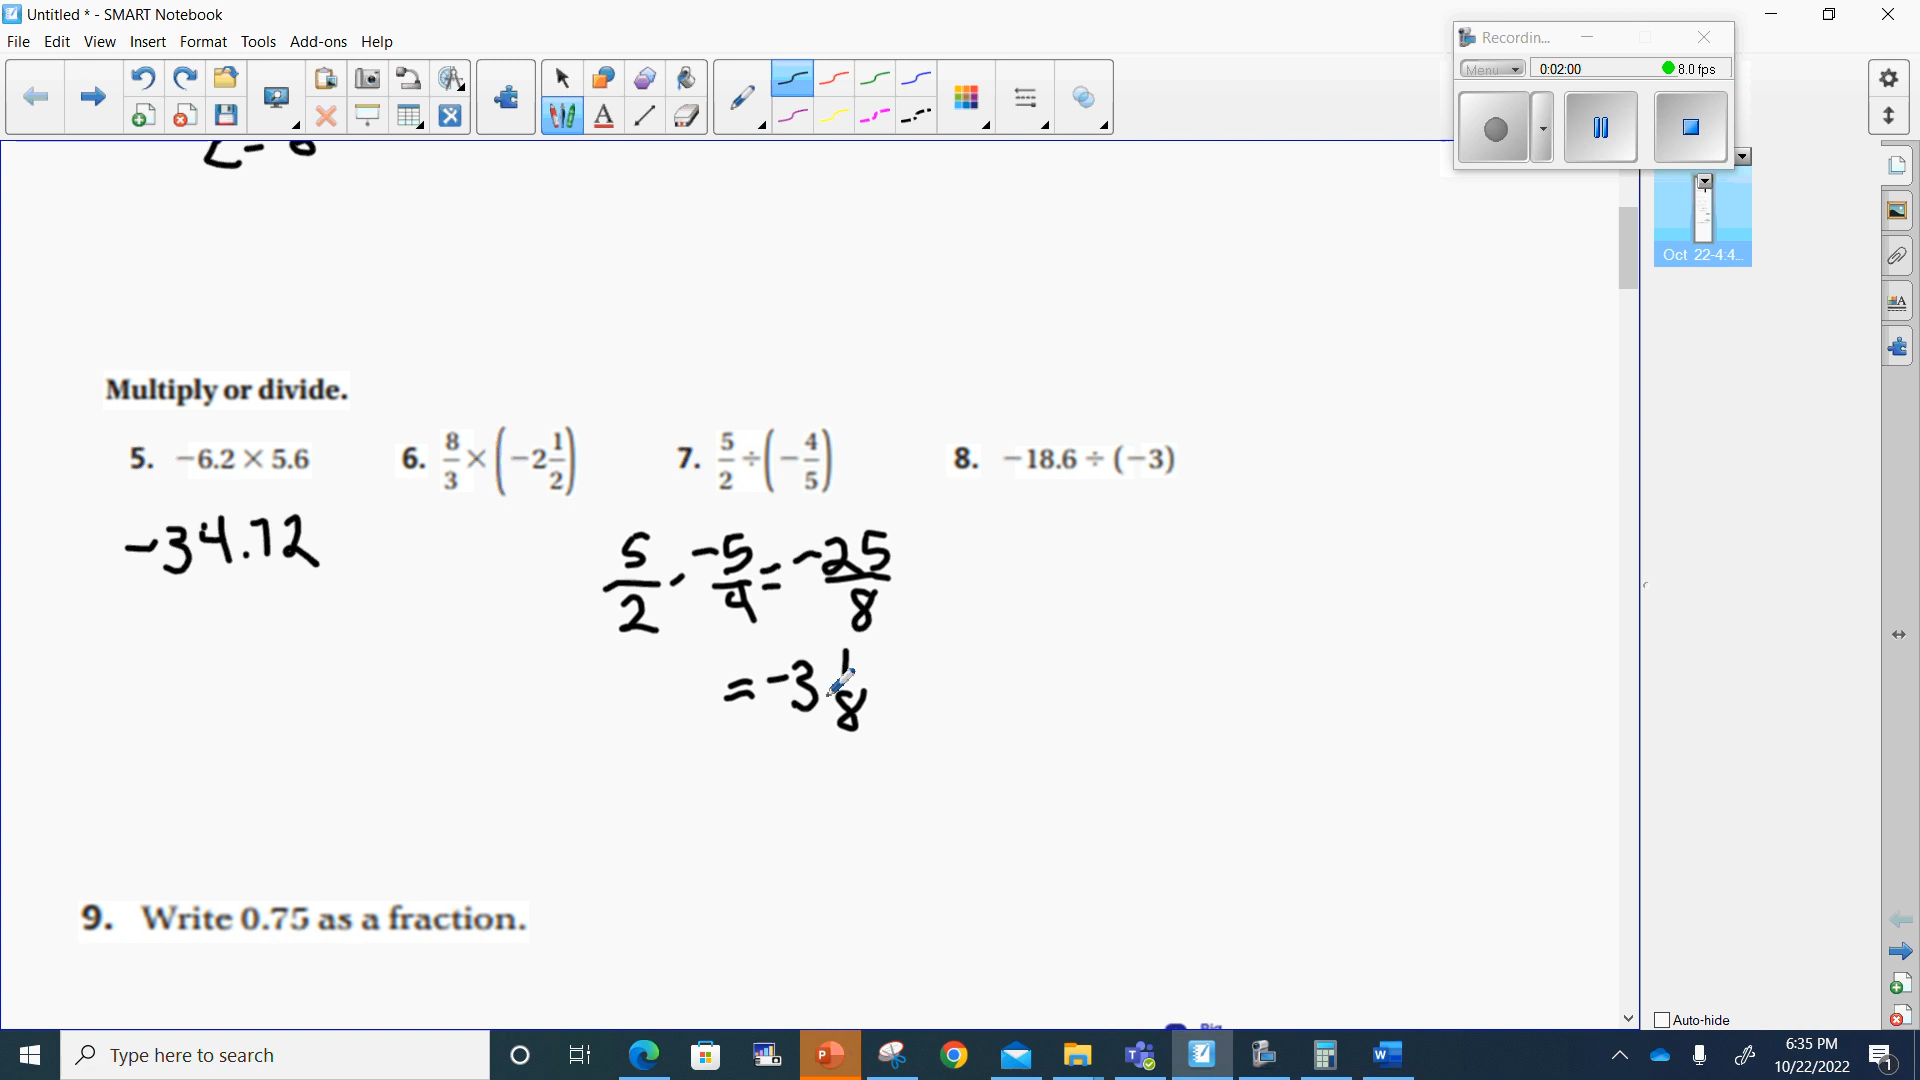 Untitled * - SMART Notebook
File Edit View Insert Format Tools Add-ons Help
Recordin...
Menu 0:02:00 8.0 fps
Oct 22-4:4...
Multiply or divide.
5. −6.2 × 5.6 6. 8/3 × (−2 1/2) 7. 5/2 ÷ (−4/5) 8. −18.6 ÷ (−3)
-34.72
5/2 · -5/4 = -25/8
= -3 1/8
9. Write 0.75 as a fraction.
Auto-hide
Type here to search
6:35 PM
10/22/2022
1